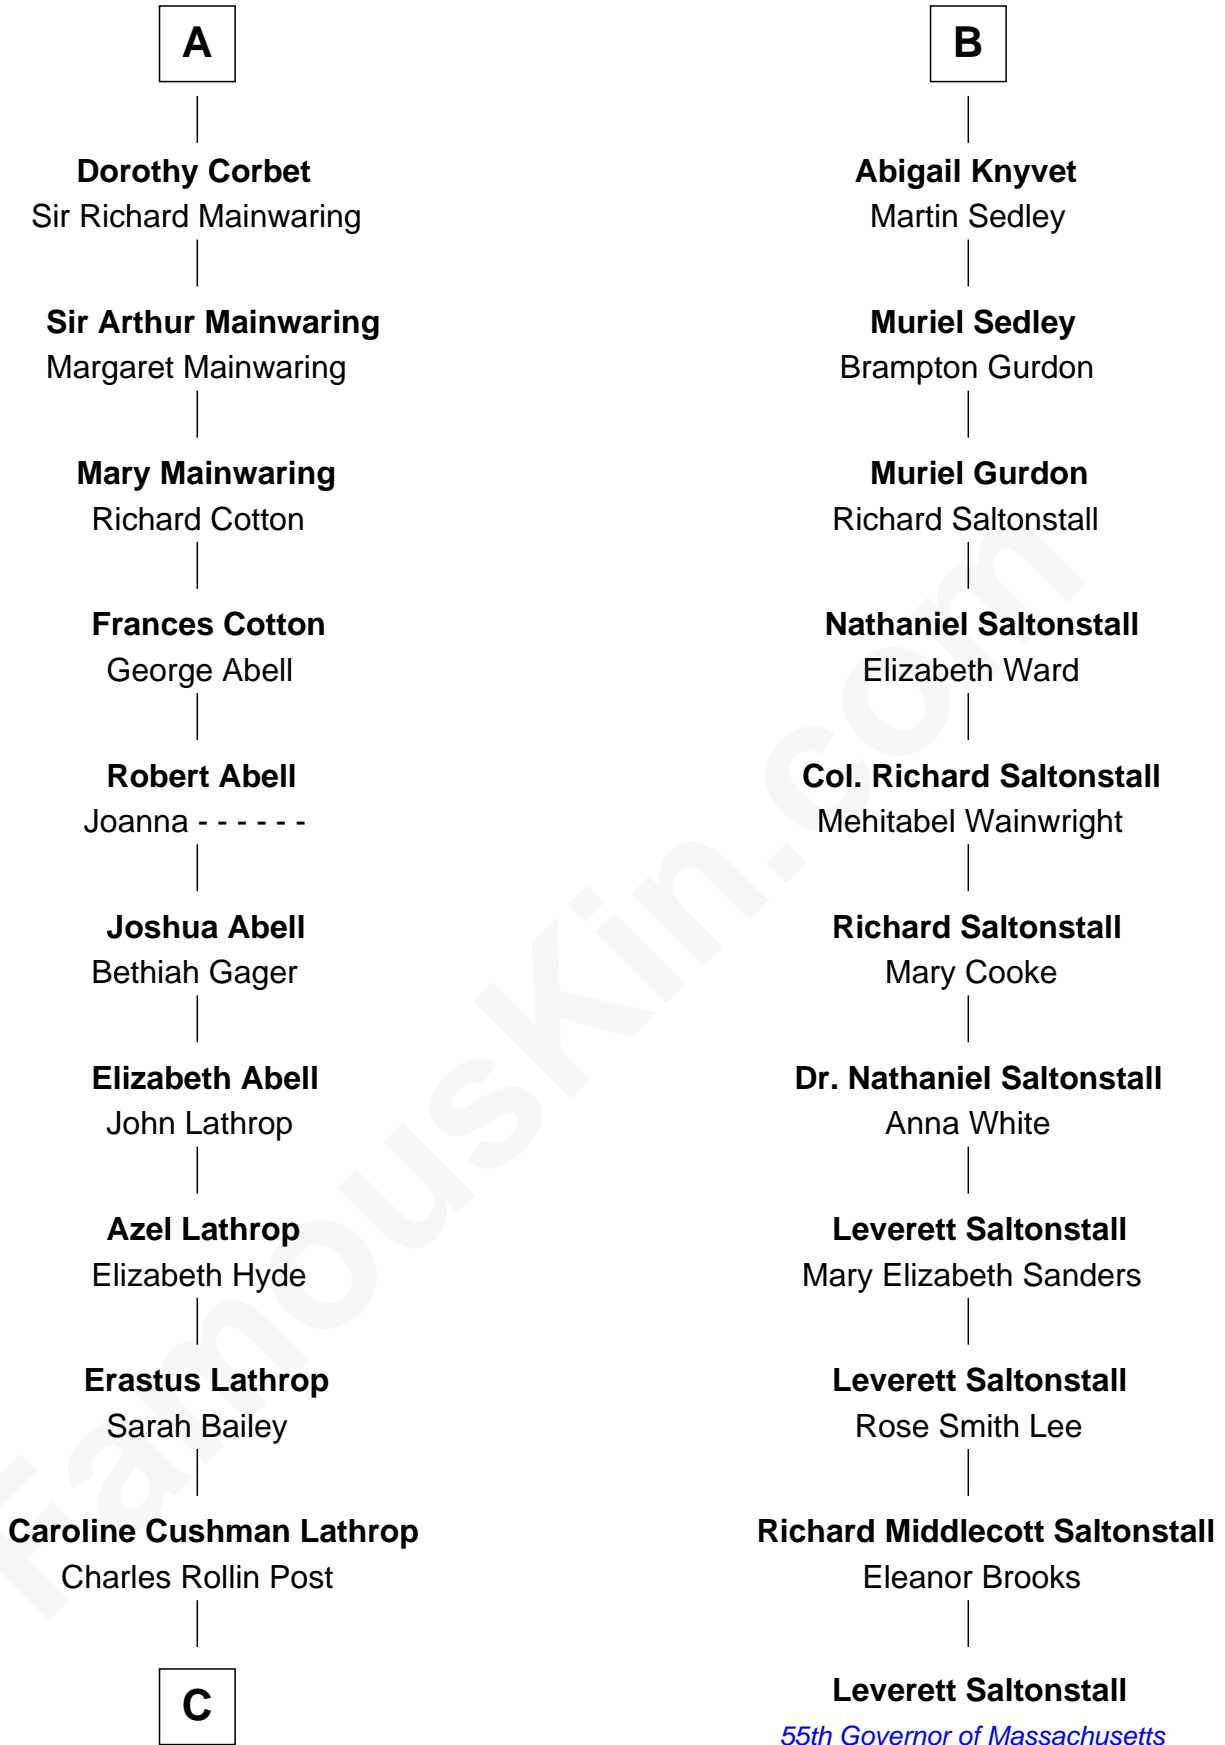 A
Dorothy Corbet
Sir Richard Mainwaring
Sir Arthur Mainwaring
Margaret Mainwaring
Mary Mainwaring
Richard Cotton
Frances Cotton
George Abell
Robert Abell
Joanna - - - - - -
Joshua Abell
Bethiah Gager
Elizabeth Abell
John Lathrop
Azel Lathrop
Elizabeth Hyde
Erastus Lathrop
Sarah Bailey
Caroline Cushman Lathrop
Charles Rollin Post
C
B
Abigail Knyvet
Martin Sedley
Muriel Sedley
Brampton Gurdon
Muriel Gurdon
Richard Saltonstall
Nathaniel Saltonstall
Elizabeth Ward
Col. Richard Saltonstall
Mehitabel Wainwright
Richard Saltonstall
Mary Cooke
Dr. Nathaniel Saltonstall
Anna White
Leverett Saltonstall
Mary Elizabeth Sanders
Leverett Saltonstall
Rose Smith Lee
Richard Middlecott Saltonstall
Eleanor Brooks
Leverett Saltonstall
55th Governor of Massachusetts
FamousKin.com